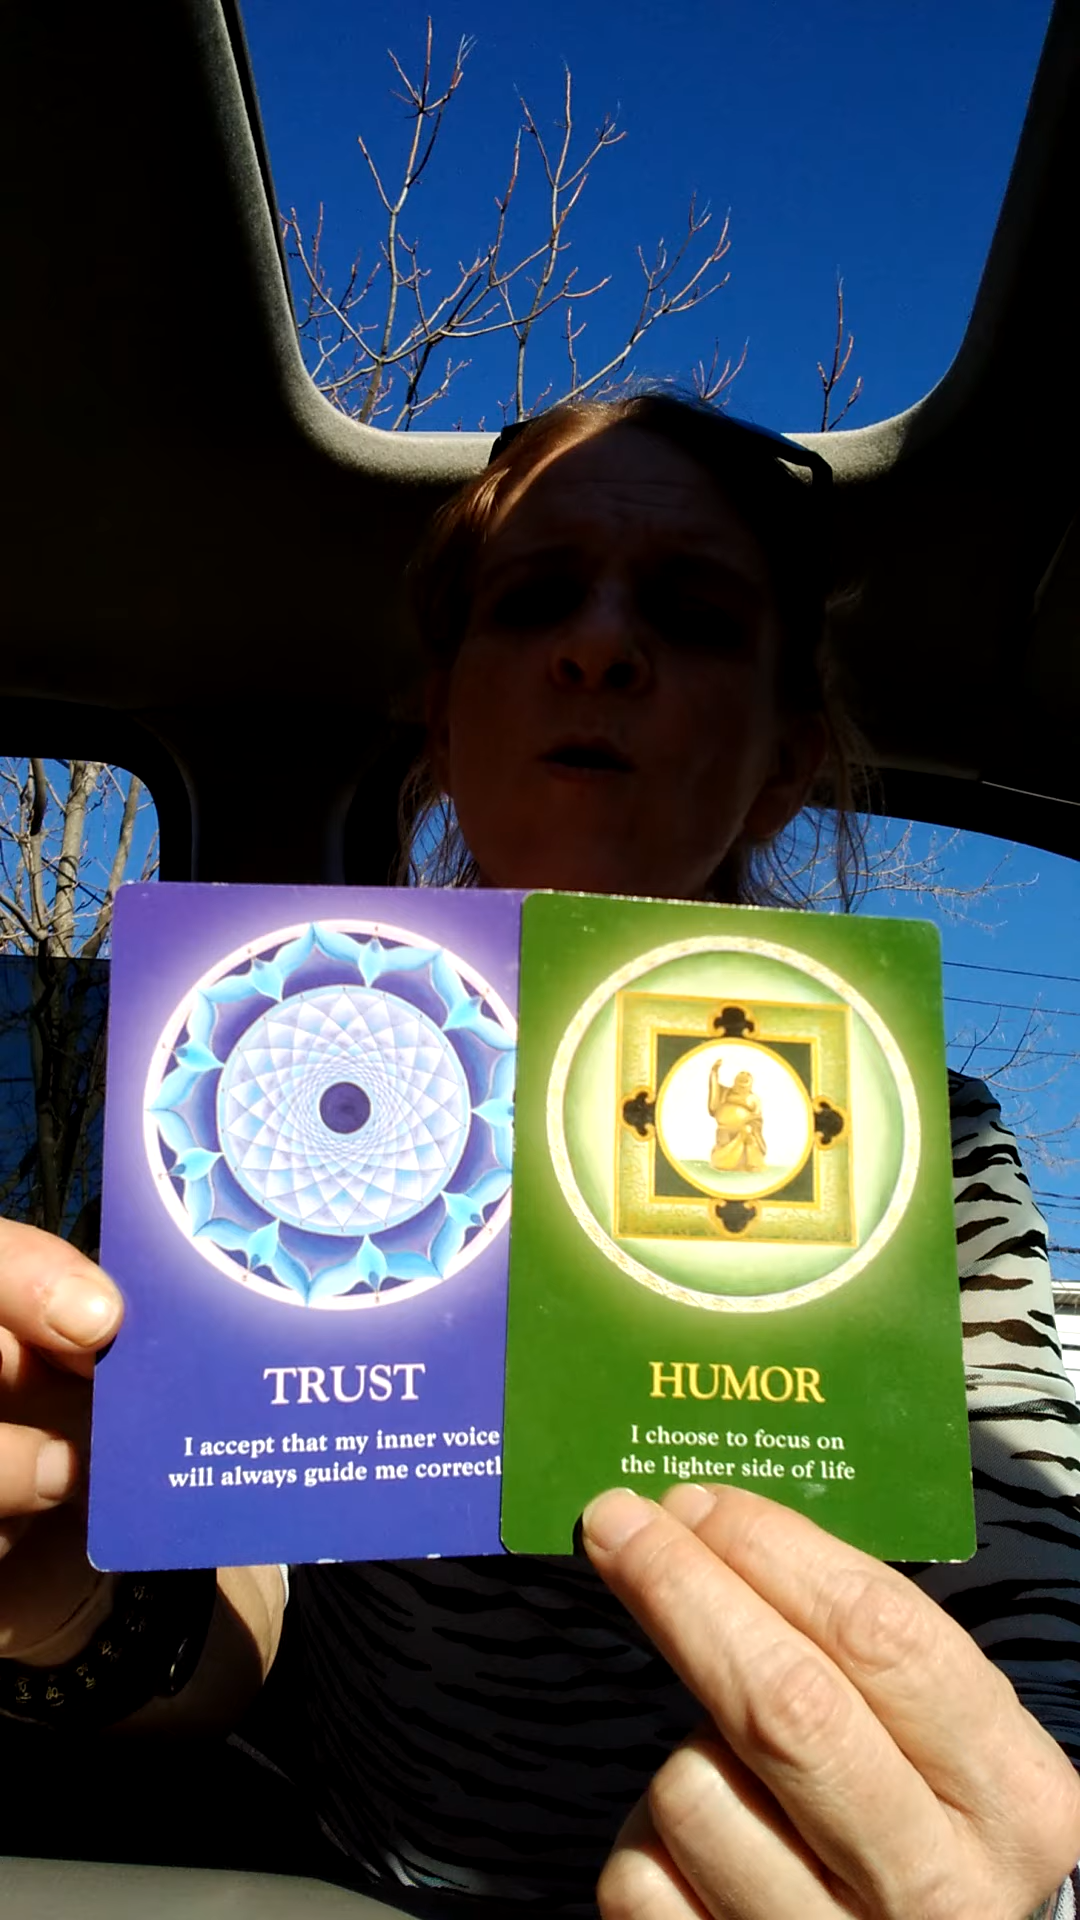 TRUST
I accept that my inner voice
will always guide me correctl
HUMOR
I choose to focus on
the lighter side of life